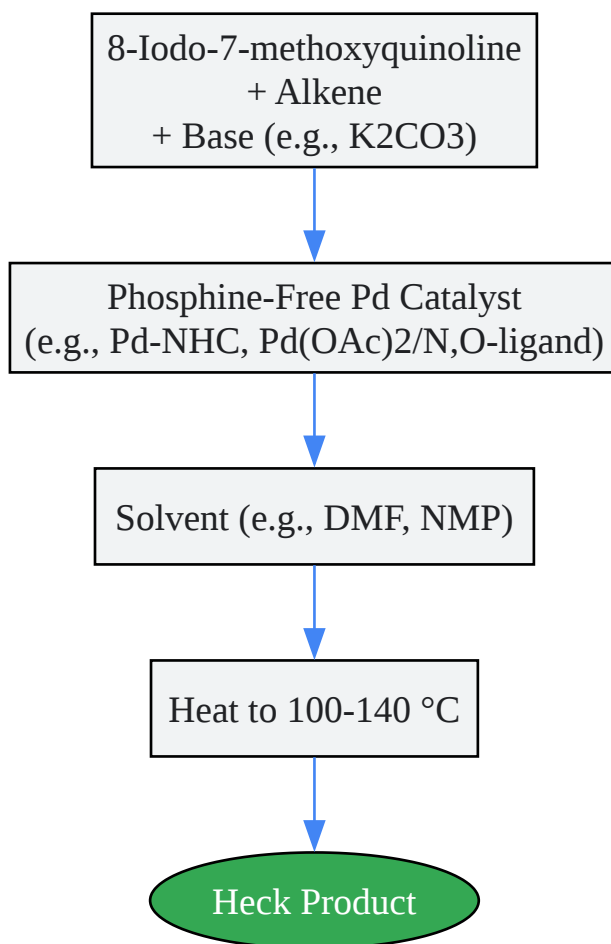 8-Iodo-7-methoxyquinoline
+ Alkene
+ Base (e.g., K2CO3)
Phosphine-Free Pd Catalyst
(e.g., Pd-NHC, Pd(OAc)2/N,O-ligand)
Solvent (e.g., DMF, NMP)
Heat to 100-140 °C
Heck Product